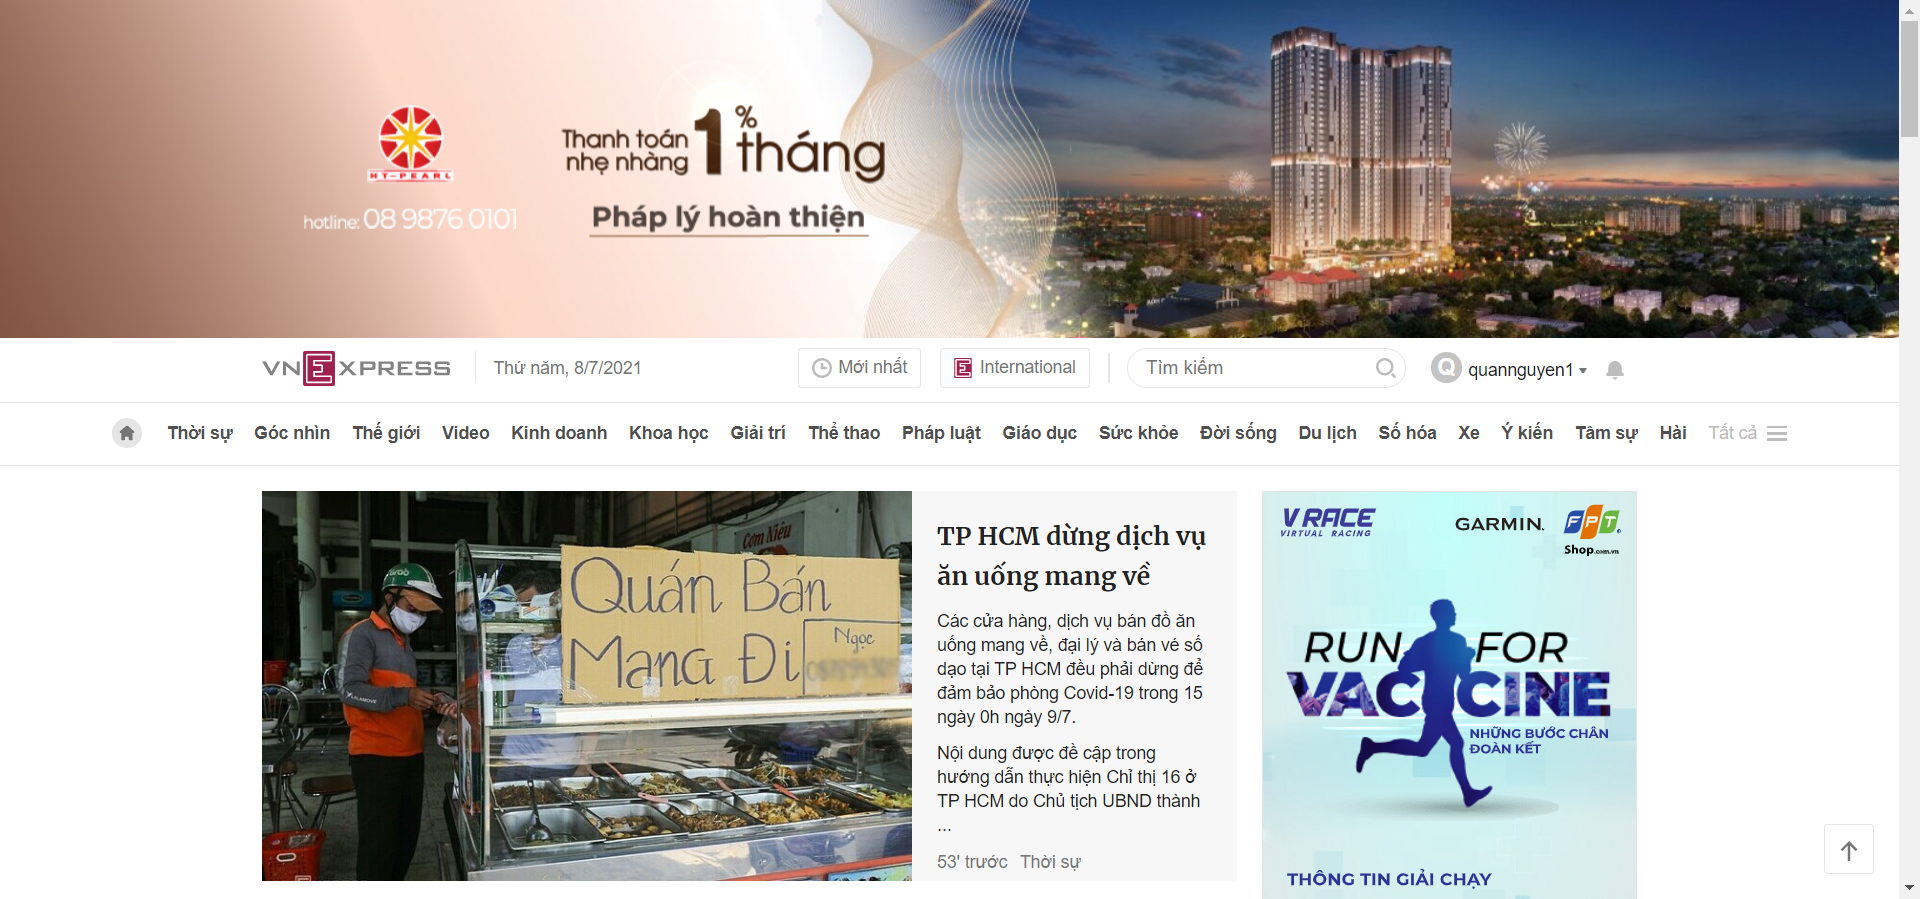 HT-PEARL
hotline: 08 9876 0101
Thanh toán
nhẹ nhàng
1% tháng
Pháp lý hoàn thiện
VNEXPRESS
Thứ năm, 8/7/2021
Mới nhất
E International
Tìm kiếm
Q quannguyen1
Thời sự Góc nhìn Thế giới Video Kinh doanh Khoa học Giải trí Thể thao Pháp luật Giáo dục Sức khỏe Đời sống Du lịch Số hóa Xe Ý kiến Tâm sự Hài Tất cả
Cơm Niêu
Grab
LALAMOVE
Quán Bán
Mang Đi
Ngọc
TP HCM dừng dịch vụ
ăn uống mang về
Các cửa hàng, dịch vụ bán đồ ăn
uống mang về, đại lý và bán vé số
dạo tại TP HCM đều phải dừng để
đảm bảo phòng Covid-19 trong 15
ngày 0h ngày 9/7.
Nội dung được đề cập trong
hướng dẫn thực hiện Chỉ thị 16 ở
TP HCM do Chủ tịch UBND thành
...
53' trước Thời sự
V RACE
VIRTUAL RACING
GARMIN.
FPT
Shop.com.vn
RUN FOR
VACCINE
NHỮNG BƯỚC CHÂN
ĐOÀN KẾT
THÔNG TIN GIẢI CHẠY